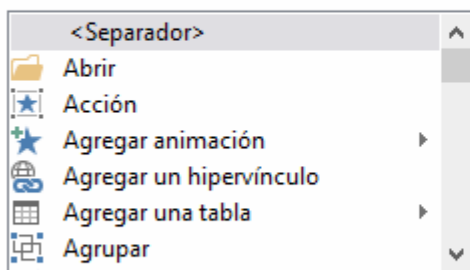 <Separador>
Abrir
Acción
Agregar animación
Agregar un hipervínculo
Agregar una tabla
Agrupar